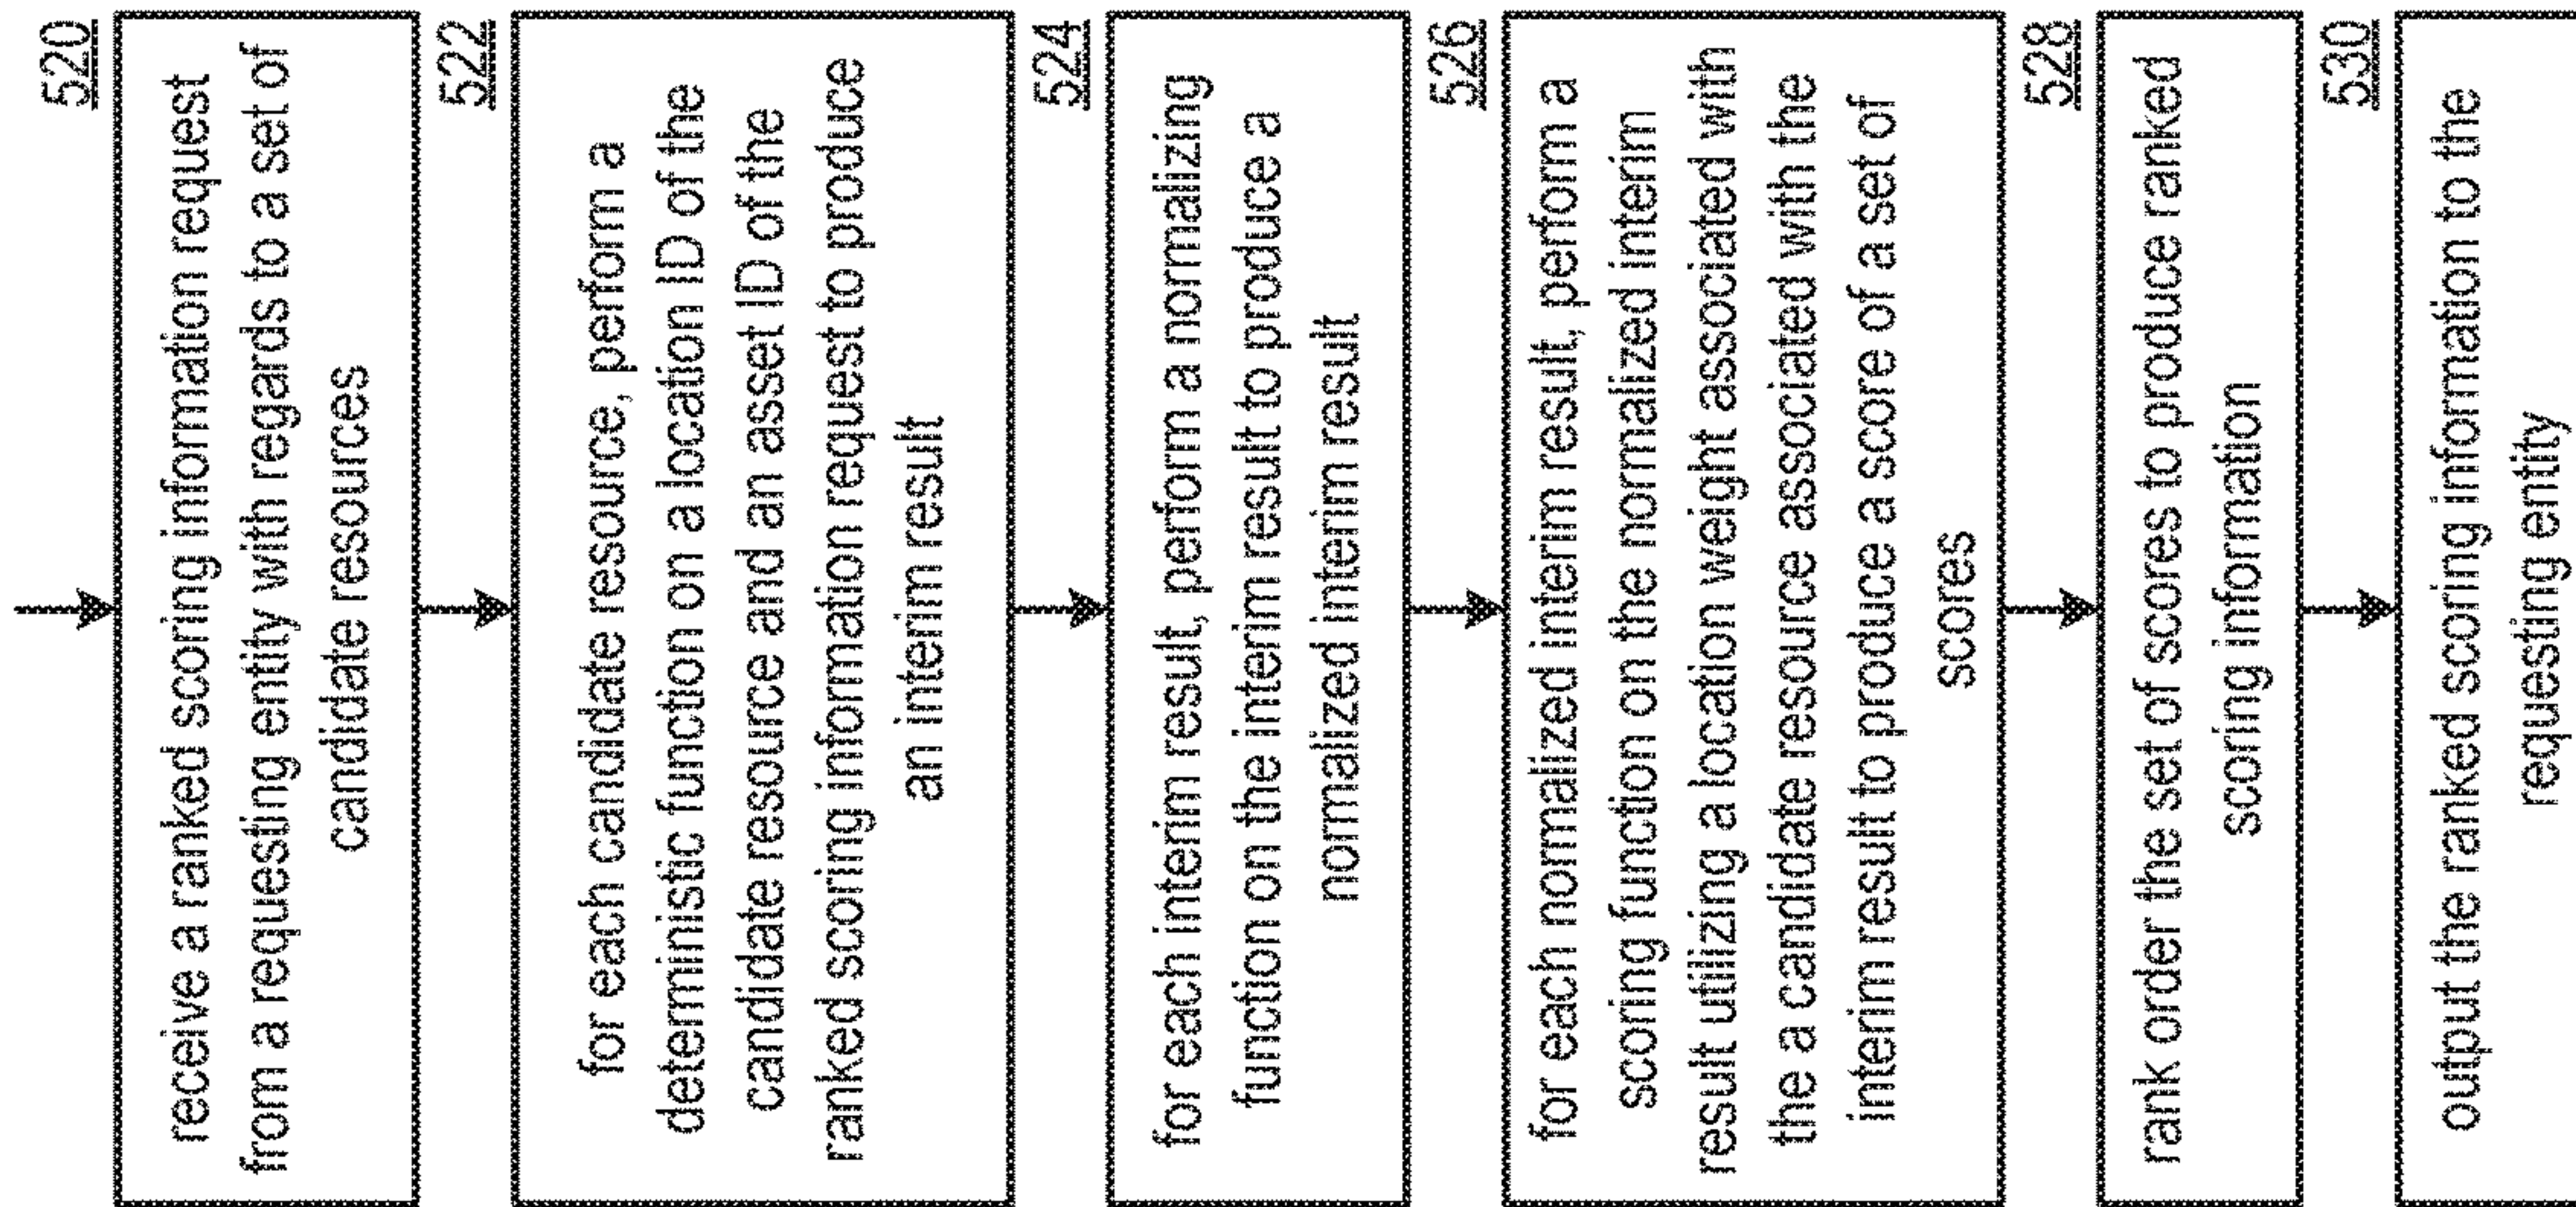 520
receive a ranked scoring information request
from a requesting entity with regards to a set of
candidate resources
522
for each candidate resource, perform a
deterministic function on a location ID of the
candidate resource and an asset ID of the
ranked scoring information request to produce
an interim result
524
for each interim result, perform a normalizing
function on the interim result to produce a
normalized interim result
526
for each normalized interim result, perform a
scoring function on the normalized interim
result utilizing a location weight associated with
the a candidate resource associated with the
interim result to produce a score of a set of
scores
528
rank order the set of scores to produce ranked
scoring information
530
output the ranked scoring information to the
requesting entity